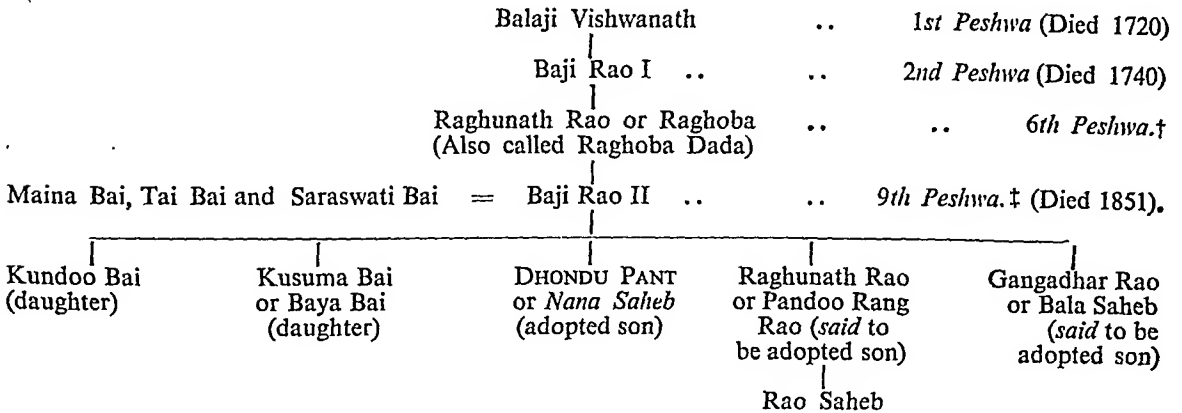 Balaji Vishwanath .. 1st Peshwa (Died 1720)
Baji Rao I .. .. 2nd Peshwa (Died 1740)
Raghunath Rao or Raghoba .. .. 6th Peshwa.†
(Also called Raghoba Dada)
Maina Bai, Tai Bai and Saraswati Bai = Baji Rao II .. .. 9th Peshwa.‡ (Died 1851).
Kundoo Bai Kusuma Bai DHONDU PANT Raghunath Rao Gangadhar Rao
(daughter) or Baya Bai or Nana Saheb or Pandoo Rang or Bala Saheb
(daughter) (adopted son) Rao (said to (said to be
be adopted son) adopted son)
Rao Saheb